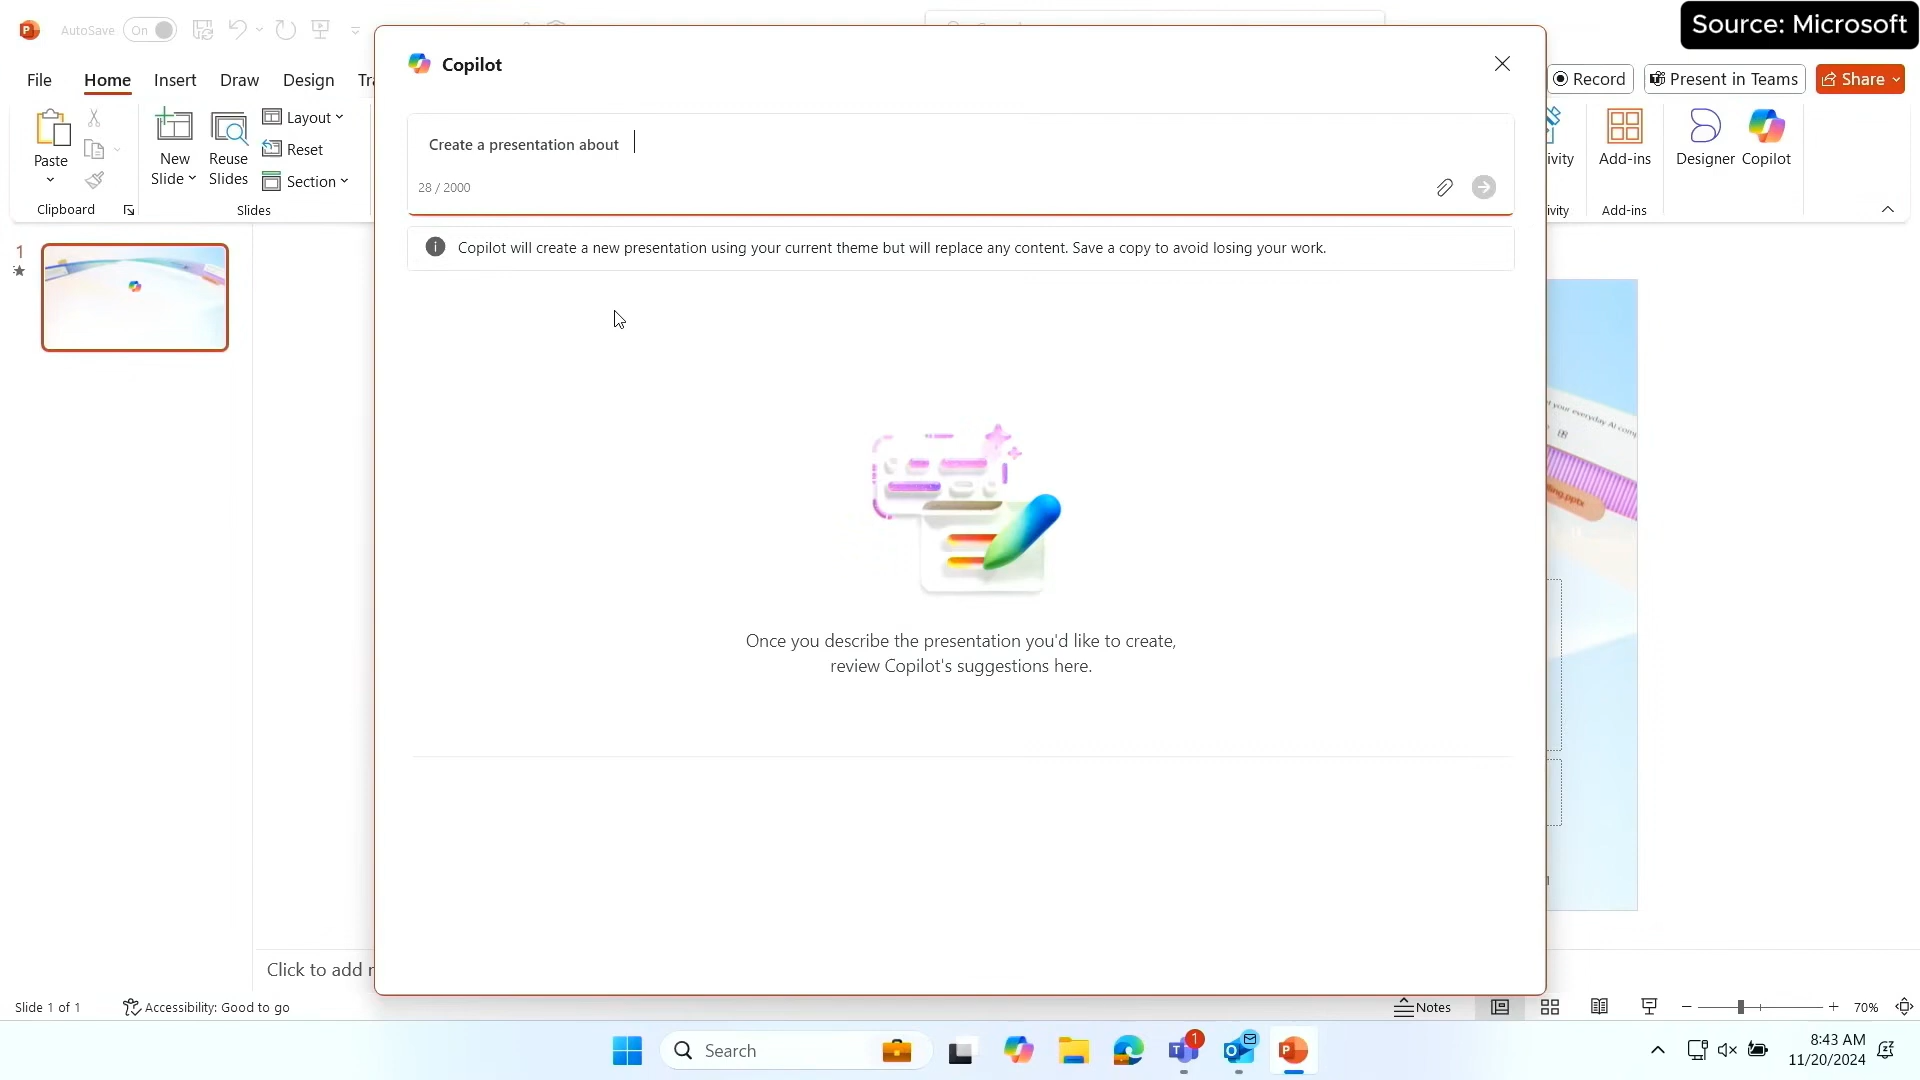 Source: Microsoft
AutoSave
On
File
Home
Insert
Draw
Design
Record
Present in Teams
Share
Paste
Clipboard
New
Slide
Reuse
Slides
Layout
Reset
Section
Slides
Add-ins
Add-ins
Designer
Copilot
Copilot
Create a presentation about
28 / 2000
Copilot will create a new presentation using your current theme but will replace any content. Save a copy to avoid losing your work.
Once you describe the presentation you'd like to create,
review Copilot's suggestions here.
1
Click to add
Slide 1 of 1
Accessibility: Good to go
Notes
70%
Search
1
8:43 AM
11/20/2024